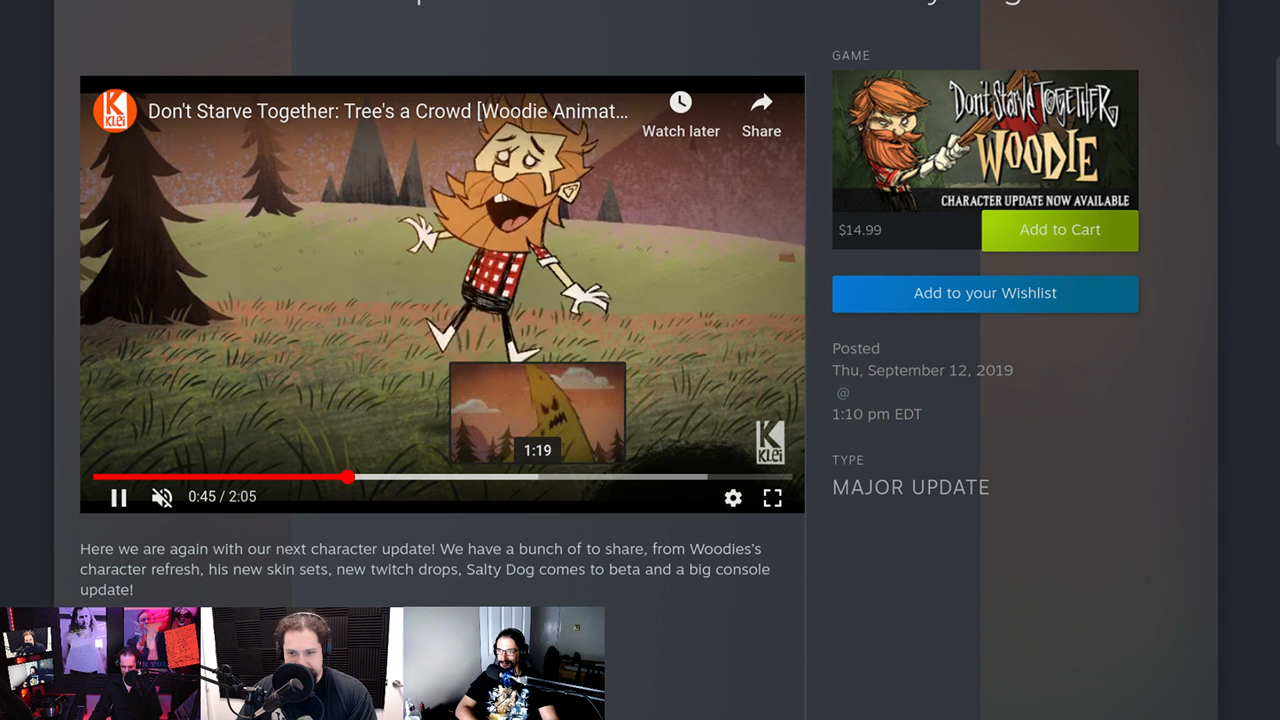 GAME
K
Klei
Don't Starve Together: Tree's a Crowd [Woodie Animat...
Watch later
Share
Don't Starve TOGETHER
WOODIE
CHARACTER UPDATE NOW AVAILABLE
$14.99
Add to Cart
Add to your Wishlist
Posted
Thu, September 12, 2019
@
1:10 pm EDT
TYPE
MAJOR UPDATE
1:19
K
Klei
0:45 / 2:05
Here we are again with our next character update! We have a bunch of to share, from Woodies's
character refresh, his new skin sets, new twitch drops, Salty Dog comes to beta and a big console
update!